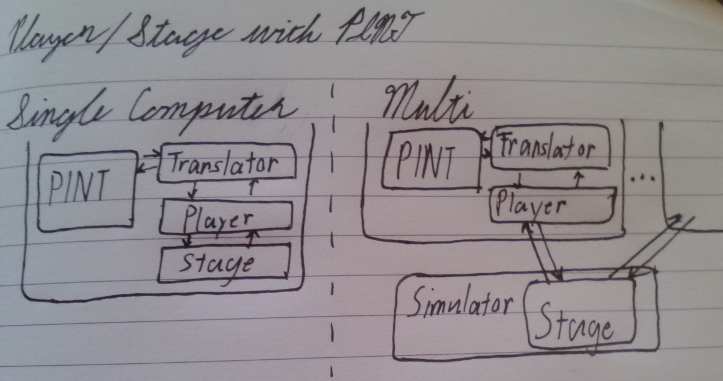 Player/Stage with PINT
Single Computer
PINT
Translator
Player
Stage
Multi
PINT
Translator
Player
...
Simulator
Stage